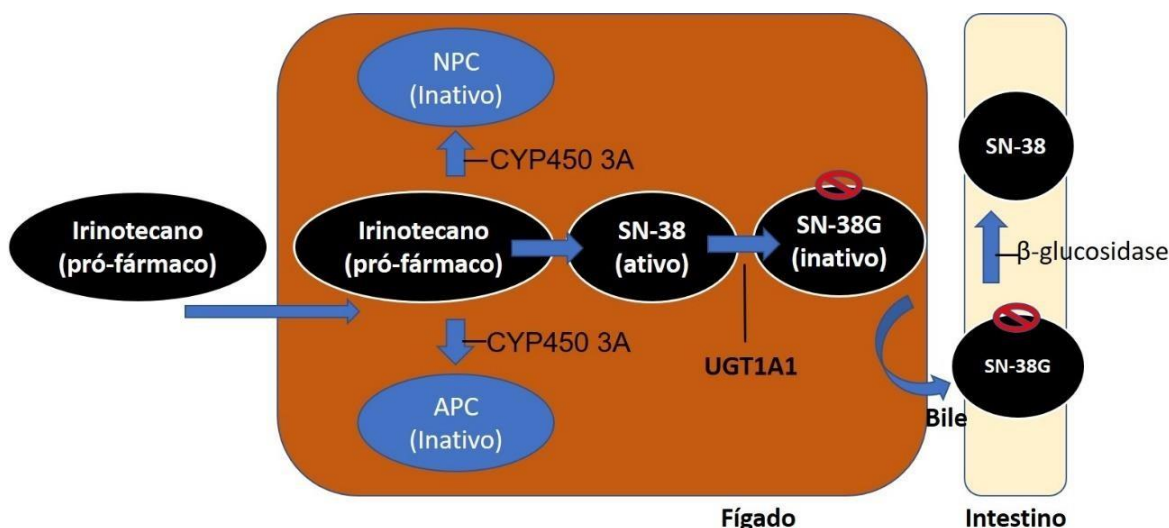 NPC
(Inativo)
CYP450 3A
Irinotecano
(pró-fármaco)
Irinotecano
(pró-fármaco)
SN-38
(ativo)
SN-38G
(inativo)
CYP450 3A
UGT1A1
APC
(Inativo)
Bile
Fígado
SN-38
β-glucosidase
SN-38G
Intestino